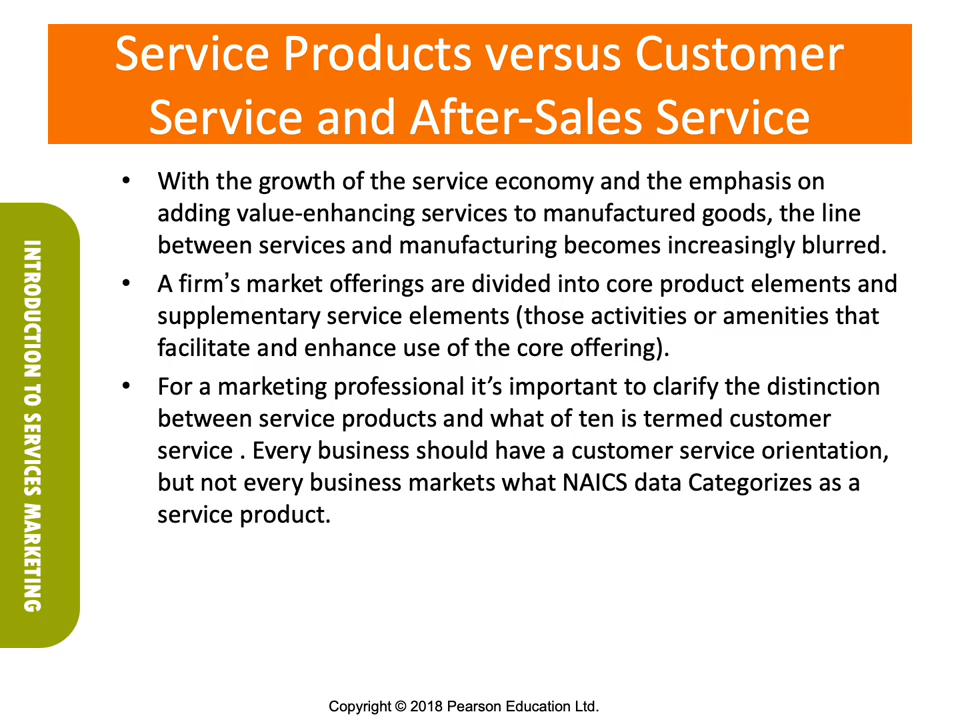 Service Products versus Customer
Service and After-Sales Service
• With the growth of the service economy and the emphasis on
adding value-enhancing services to manufactured goods, the line
between services and manufacturing becomes increasingly blurred.
• A firm’s market offerings are divided into core product elements and
supplementary service elements (those activities or amenities that
facilitate and enhance use of the core offering).
• For a marketing professional it’s important to clarify the distinction
between service products and what of ten is termed customer
service . Every business should have a customer service orientation,
but not every business markets what NAICS data Categorizes as a
service product.
INTRODUCTION TO SERVICES MARKETING
Copyright © 2018 Pearson Education Ltd.